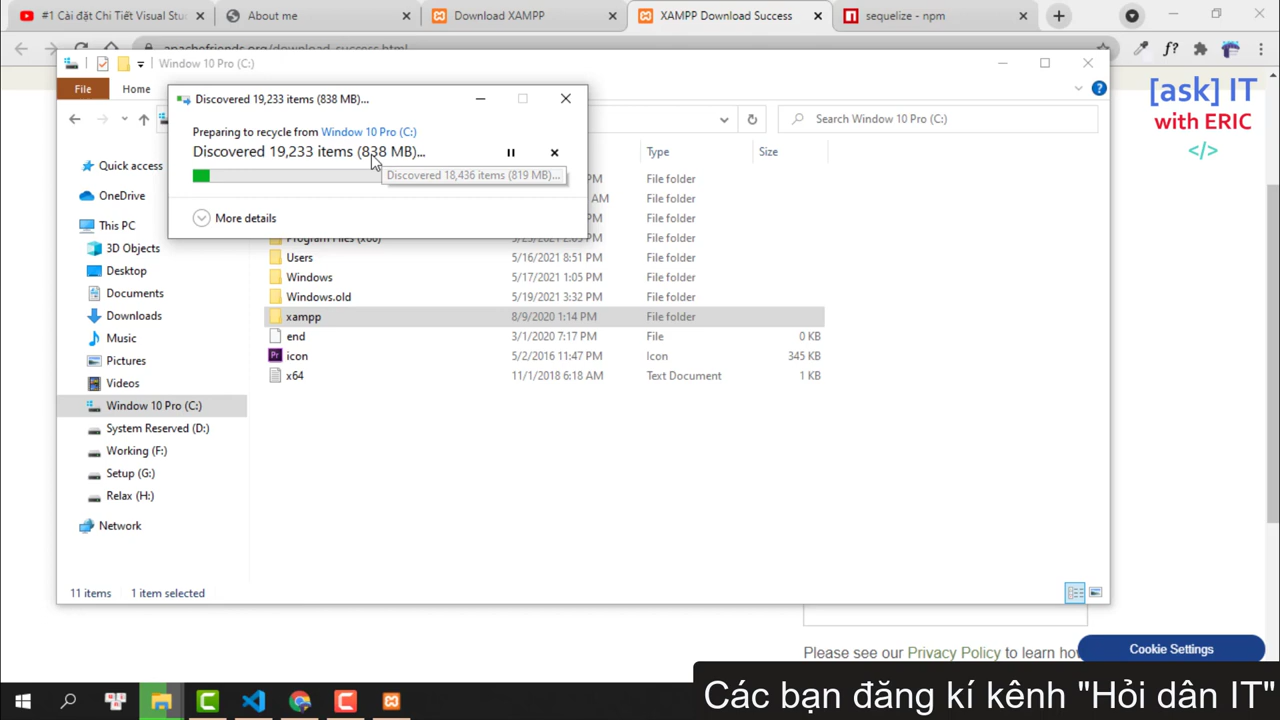 #1 Cài đặt Chi Tiết Visual Stu
About me
Download XAMPP
XAMPP Download Success
sequelize - npm
apachefriends.org/download_success.html
Window 10 Pro (C:)
File
Home
Search Window 10 Pro (C:)
[ask] IT
with ERIC
</>
Discovered 19,233 items (838 MB)...
Preparing to recycle from Window 10 Pro (C:)
Discovered 19,233 items (838 MB)...
Discovered 18,436 items (819 MB)...
More details
Type
Size
File folder
AM
File folder
File folder
File folder
Quick access
OneDrive
This PC
3D Objects
Desktop
Documents
Downloads
Music
Pictures
Videos
Window 10 Pro (C:)
System Reserved (D:)
Working (F:)
Setup (G:)
Relax (H:)
Network
Users 5/16/2021 8:51 PM File folder
Windows 5/17/2021 1:05 PM File folder
Windows.old 5/19/2021 3:32 PM File folder
xampp 8/9/2020 1:14 PM File folder
end 3/1/2020 7:17 PM File 0 KB
icon 5/2/2016 11:47 PM Icon 345 KB
x64 11/1/2018 6:18 AM Text Document 1 KB
11 items 1 item selected
Please see our Privacy Policy to learn how
Cookie Settings
Các bạn đăng kí kênh "Hỏi dân IT"